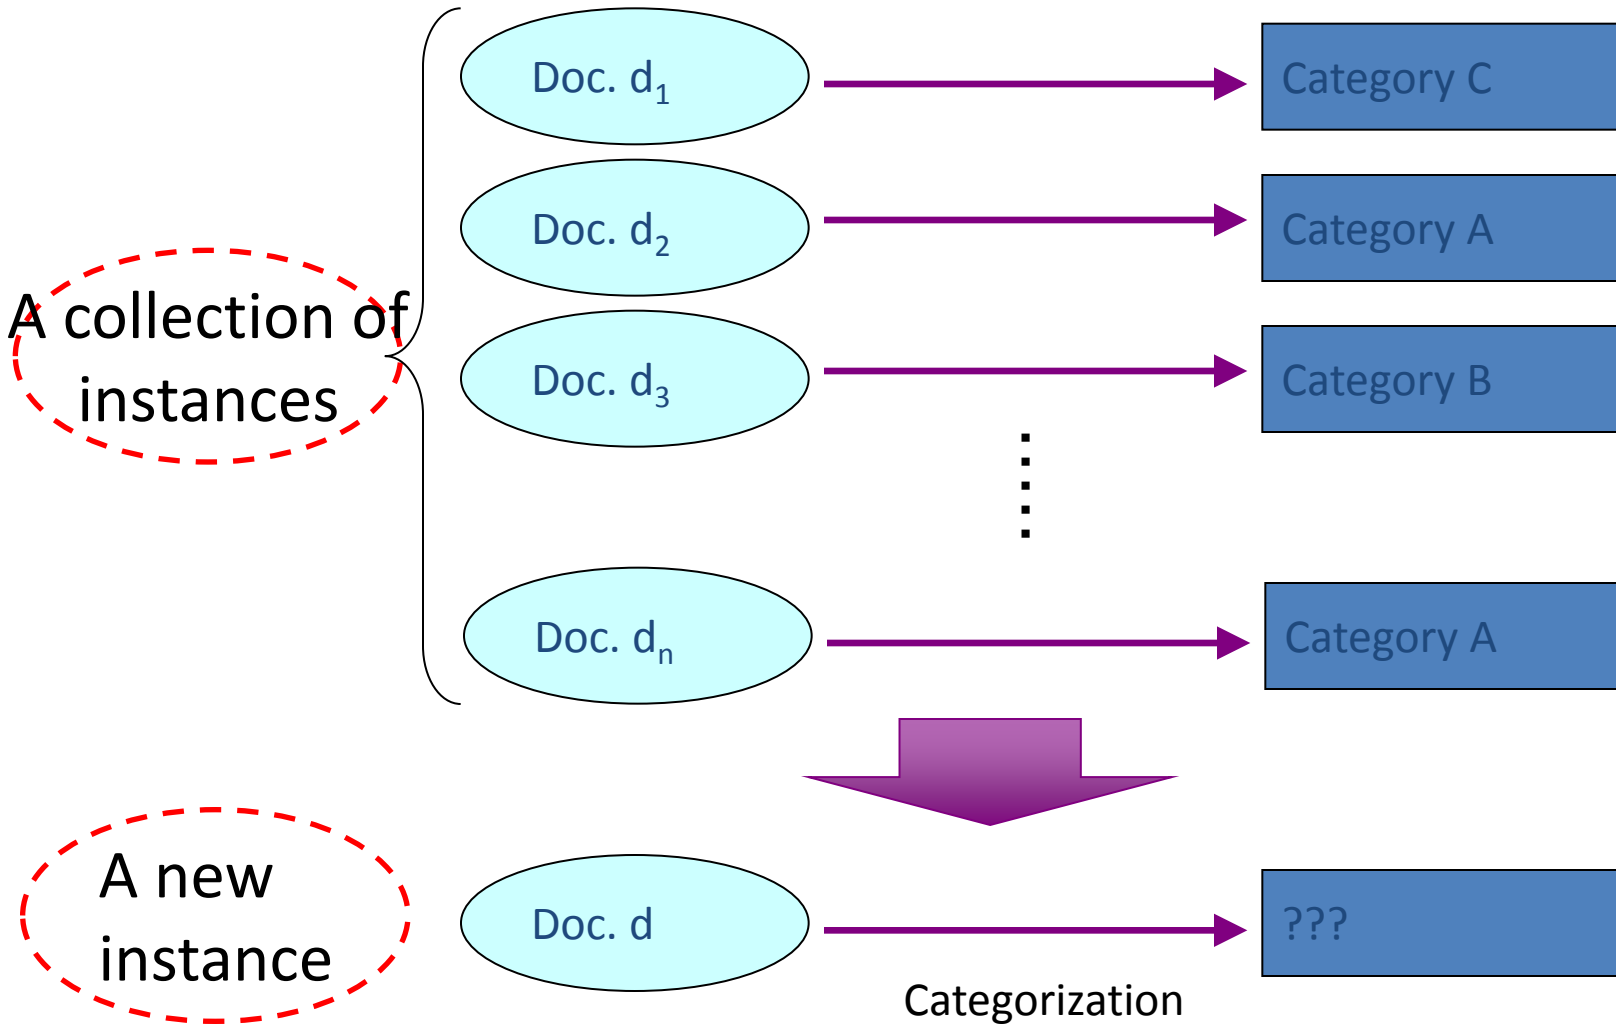 Doc. d1
Category C
Doc. d2
Category A
A collection of
instances
Doc. d3
Category B
Doc. dn
Category A
A new
instance
Doc. d
???
Categorization